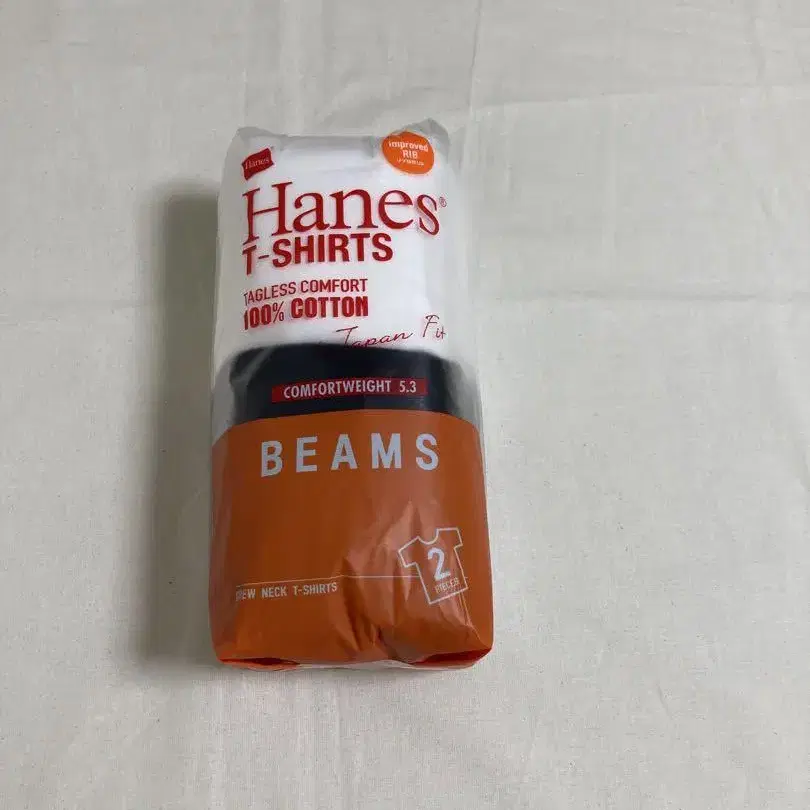 Hanes
improved
RIB
Hanes®
T-SHIRTS
TAGLESS COMFORT
100% COTTON
Japan Fit
COMFORTWEIGHT 5.3
BEAMS
2
PIECES
CREW NECK T-SHIRTS